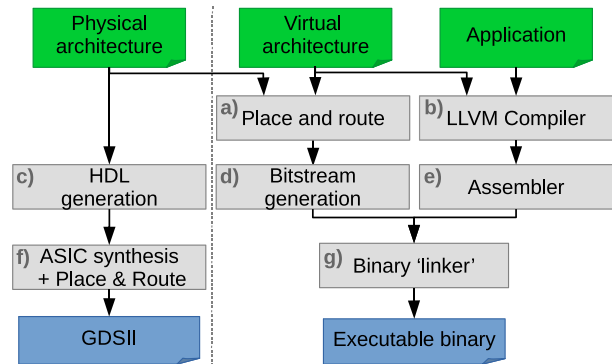 Physical
architecture
Virtual
architecture
Application
a) Place and route
b) LLVM Compiler
c) HDL
generation
d) Bitstream
generation
e) Assembler
f) ASIC synthesis
+ Place & Route
g) Binary ‘linker’
GDSII
Executable binary